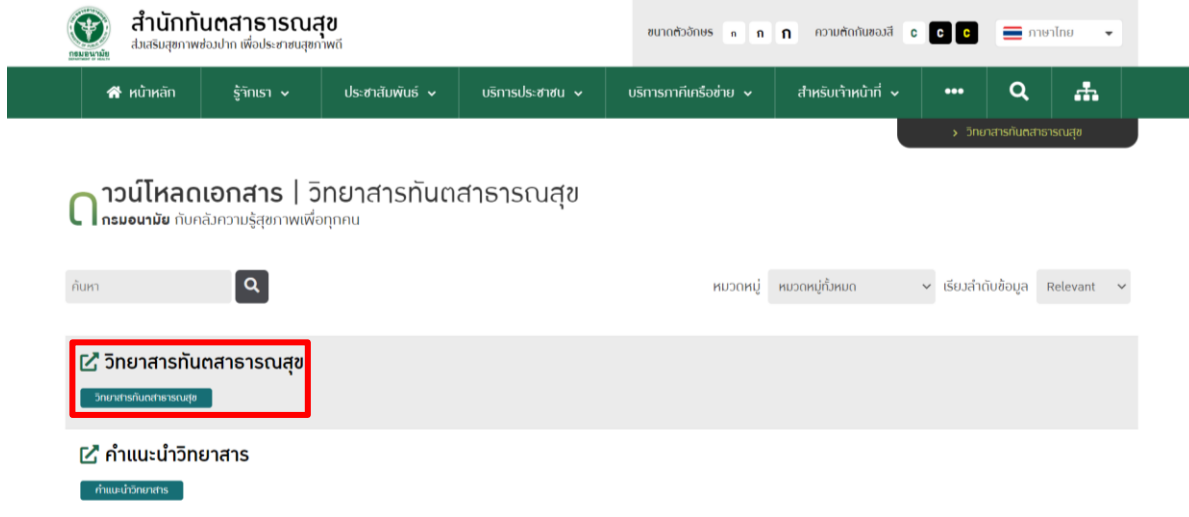 สำนักทันตสาธารณสุข
ส่งเสริมสุขภาพช่องปาก เพื่อประชาชนสุขภาพดี
กรมอนามัย
DEPARTMENT OF HEALTH
ขนาดตัวอักษร ก ก ก ความตัดกันของสี C C C ภาษาไทย
หน้าหลัก รู้จักเรา ประชาสัมพันธ์ บริการประชาชน บริการภาคีเครือข่าย สำหรับเจ้าหน้าที่
วิทยาสารทันตสาธารณสุข
ดาวน์โหลดเอกสาร | วิทยาสารทันตสาธารณสุข
กรมอนามัย กับคลังความรู้สุขภาพเพื่อทุกคน
ค้นหา หมวดหมู่ หมวดหมู่ทั้งหมด เรียงลำดับข้อมูล Relevant
วิทยาสารทันตสาธารณสุข
วิทยาสารทันตสาธารณสุข
คำแนะนำวิทยาสาร
คำแนะนำวิทยาสาร